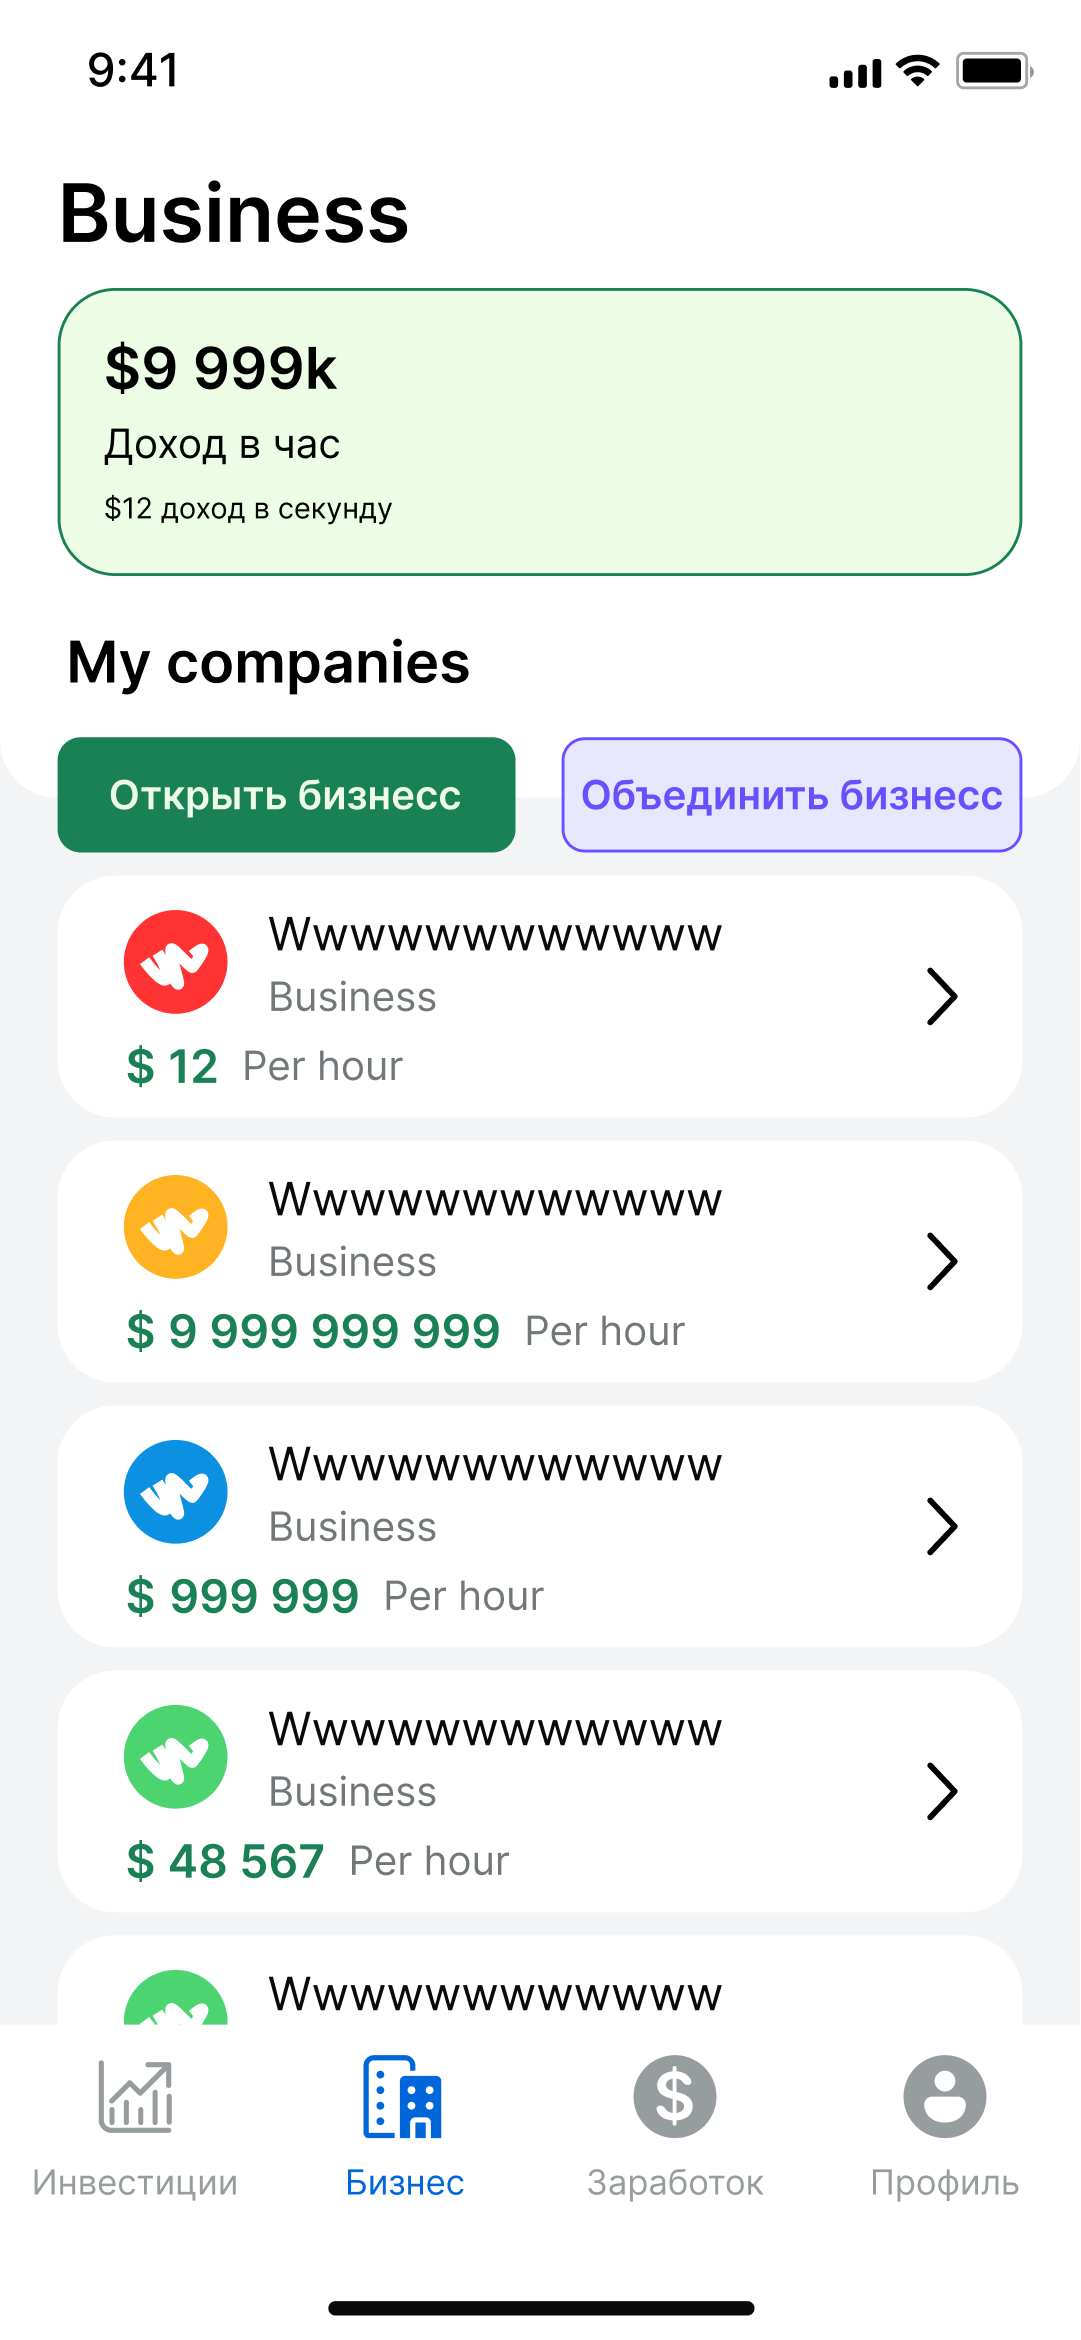 9:41
Business
$9 999k
Доход в час
$12 доход в секунду
My companies
Открыть бизнесс
Объединить бизнесс
Wwwwwwwwwwww
Business
$ 12 Per hour
Wwwwwwwwwwww
Business
$ 9 999 999 999 Per hour
Wwwwwwwwwwww
Business
$ 999 999 Per hour
Wwwwwwwwwwww
Business
$ 48 567 Per hour
Wwwwwwwwwwww
Инвестиции
Бизнес
Заработок
Профиль